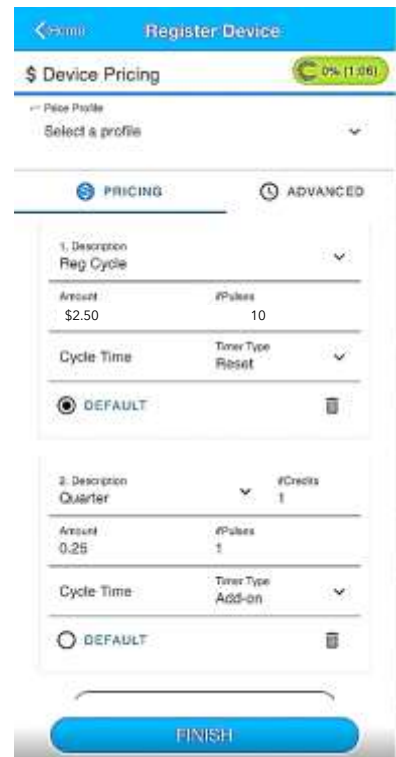 Home Register Device
$ Device Pricing 0% (1:06)
Price Profile
Select a profile
PRICING ADVANCED
1. Description
Reg Cycle
Amount #Pulses
$2.50 10
Cycle Time Timer Type
Reset
DEFAULT
2. Description #Credits
Quarter 1
Amount #Pulses
0.25 1
Cycle Time Timer Type
Add-on
DEFAULT
FINISH